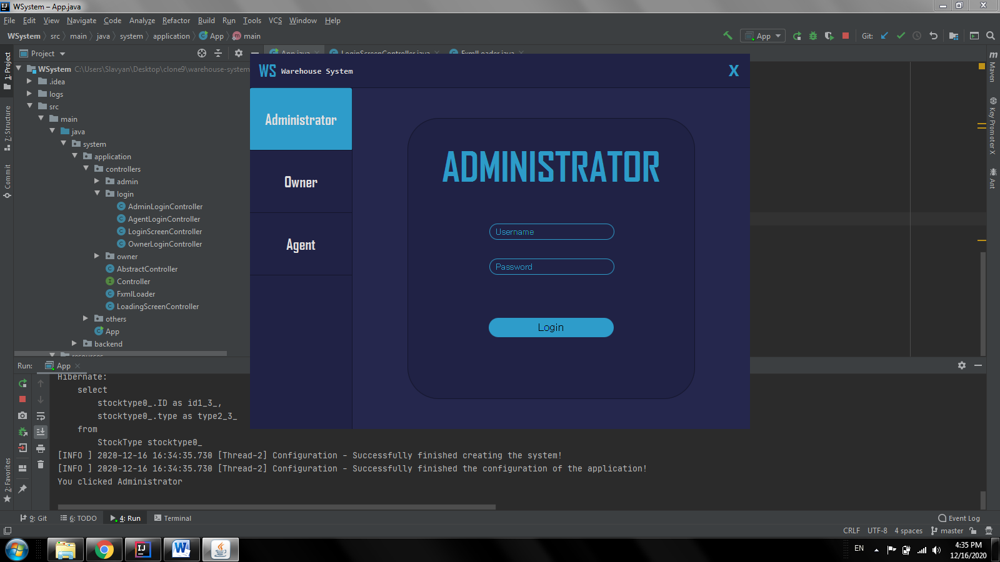 WSystem – App.java
File Edit View Navigate Code Analyze Refactor Build Run Tools VCS Window Help
WSystem src main java system application App main
App
Git:
Project
App.java LoginScreenController.java FxmlLoader.java
1: Project
7: Structure
Commit
2: Favorites
WSystem C:\Users\Slavyan\Desktop\clone9\warehouse-system
.idea
logs
src
main
java
system
application
controllers
admin
login
AdminLoginController
AgentLoginController
LoginScreenController
OwnerLoginController
owner
AbstractController
Controller
FxmlLoader
LoadingScreenController
others
App
backend
resources
WS Warehouse System X
Administrator
Owner
Agent
ADMINISTRATOR
Username
Password
Login
m
Maven
Key Promoter X
Ant
Run: App
Hibernate:
select
stocktype0_.ID as id1_3_,
stocktype0_.type as type2_3_
from
StockType stocktype0_
[INFO ] 2020-12-16 16:34:35.730 [Thread-2] Configuration - Successfully finished creating the system!
[INFO ] 2020-12-16 16:34:35.730 [Thread-2] Configuration - Successfully finished the configuration of the application!
You clicked Administrator
9: Git 6: TODO 4: Run Terminal Event Log
CRLF UTF-8 4 spaces master
EN
4:35 PM
12/16/2020